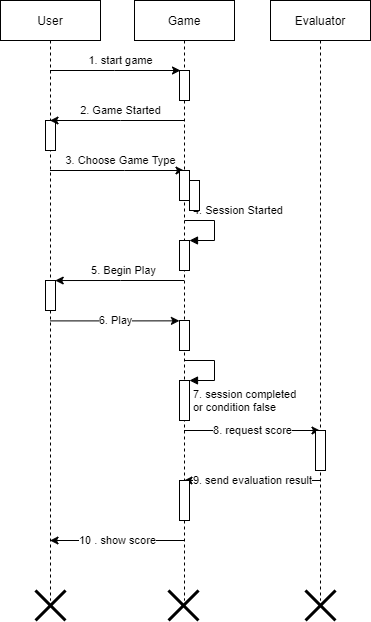 User
Game
Evaluator
1. start game
2. Game Started
3. Choose Game Type
4. Session Started
5. Begin Play
6. Play
7. session completed
or condition false
8. request score
9. send evaluation result
10 . show score